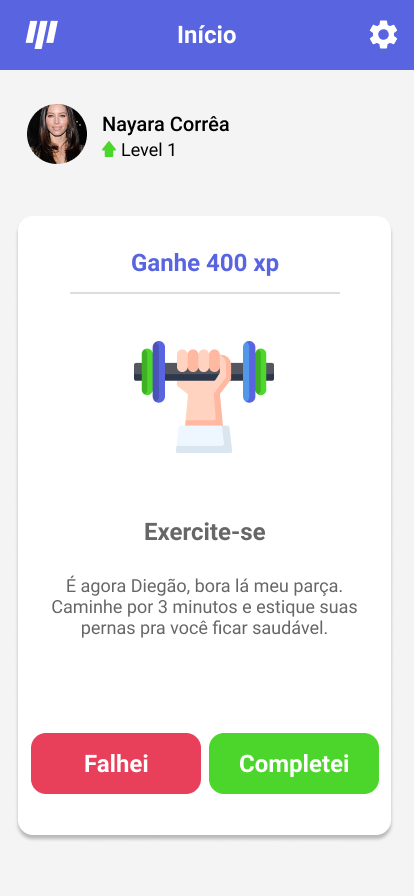 Início
Nayara Corrêa
Level 1
Ganhe 400 xp
Exercite-se
É agora Diegão, bora lá meu parça.
Caminhe por 3 minutos e estique suas
pernas pra você ficar saudável.
Falhei
Completei